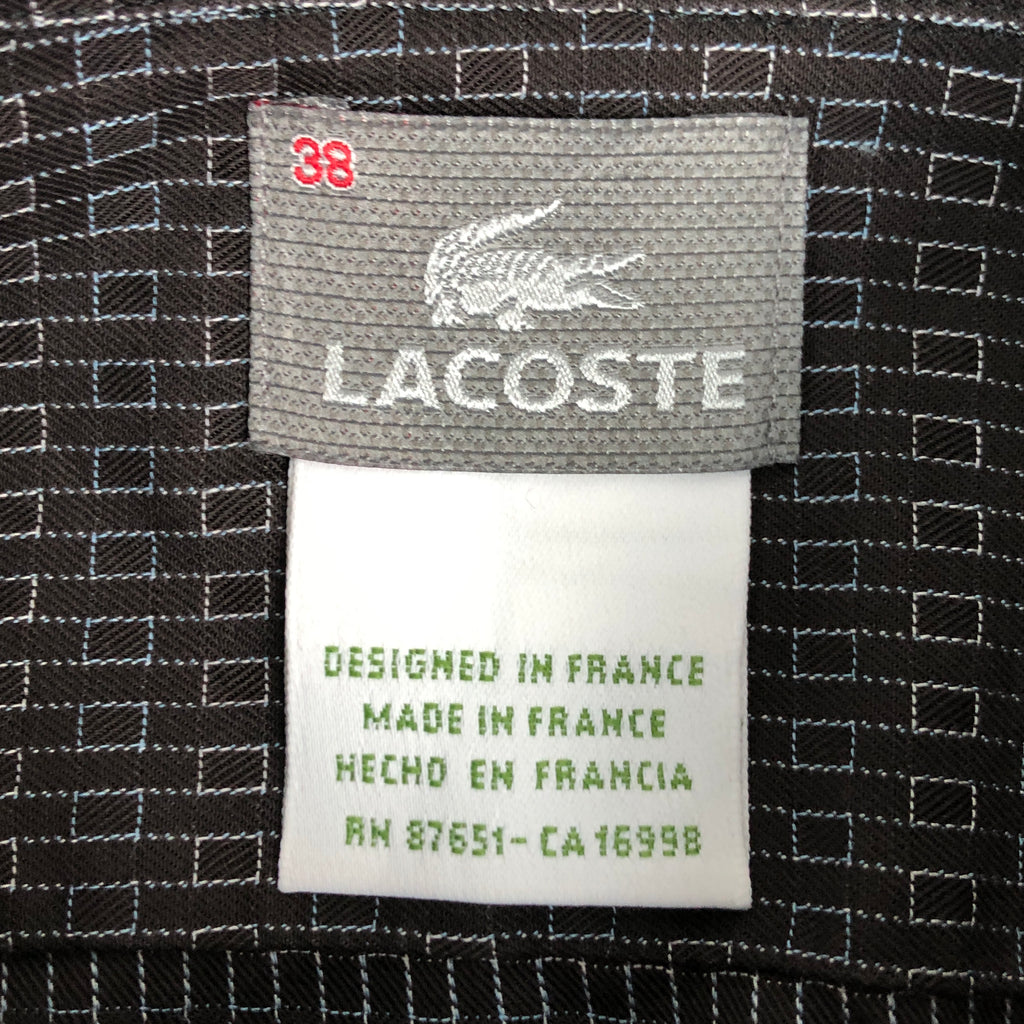 38
LACOSTE
DESIGNED IN FRANCE
MADE IN FRANCE
HECHO EN FRANCIA
RN 87651- CA 16998